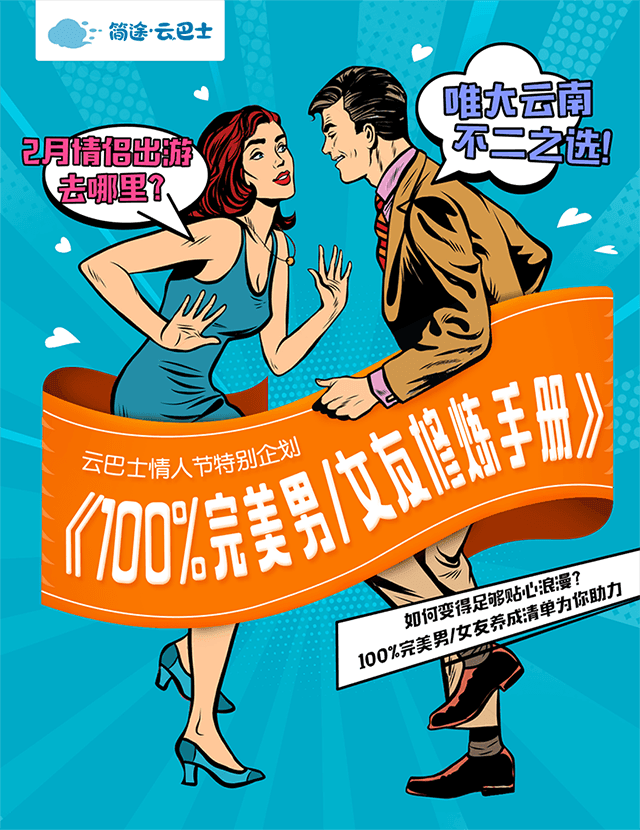 简途·云巴士
唯大云南
不二之选!
2月情侣出游
去哪里?
云巴士情人节特别企划
《100%完美男/女友修炼手册》
如何变得足够贴心浪漫?
100%完美男/女友养成清单为你助力